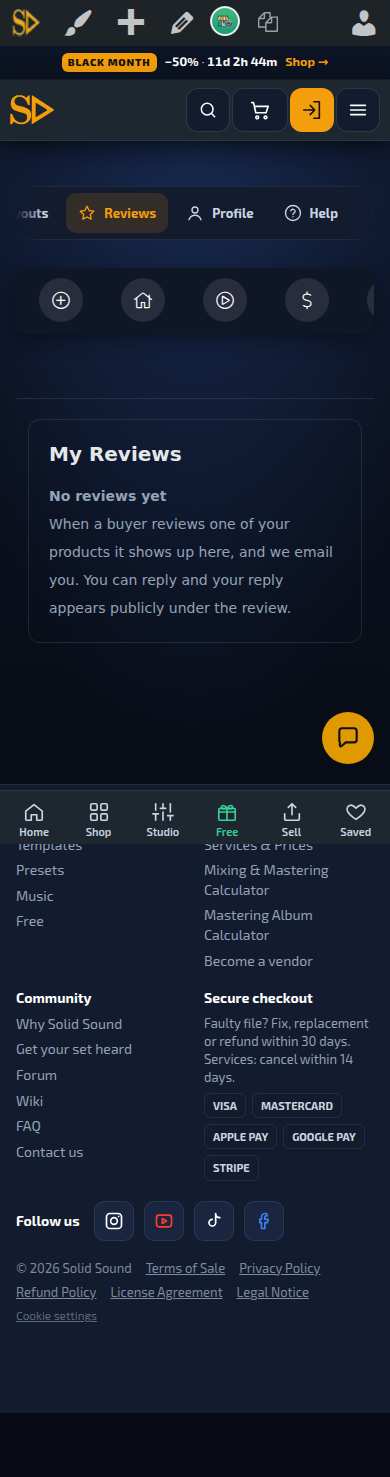 BLACK MONTH −50% · 11d 2h 44m Shop →
Reviews Profile Help
My Reviews
No reviews yet
When a buyer reviews one of your
products it shows up here, and we email
you. You can reply and your reply
appears publicly under the review.
Home Shop Studio Free Sell Saved
Templates
Presets
Music
Free
Services & Prices
Mixing & Mastering
Calculator
Mastering Album
Calculator
Become a vendor
Community
Why Solid Sound
Get your set heard
Forum
Wiki
FAQ
Contact us
Secure checkout
Faulty file? Fix, replacement
or refund within 30 days.
Services: cancel within 14
days.
VISA MASTERCARD
APPLE PAY GOOGLE PAY
STRIPE
Follow us
© 2026 Solid Sound Terms of Sale Privacy Policy
Refund Policy License Agreement Legal Notice
Cookie settings